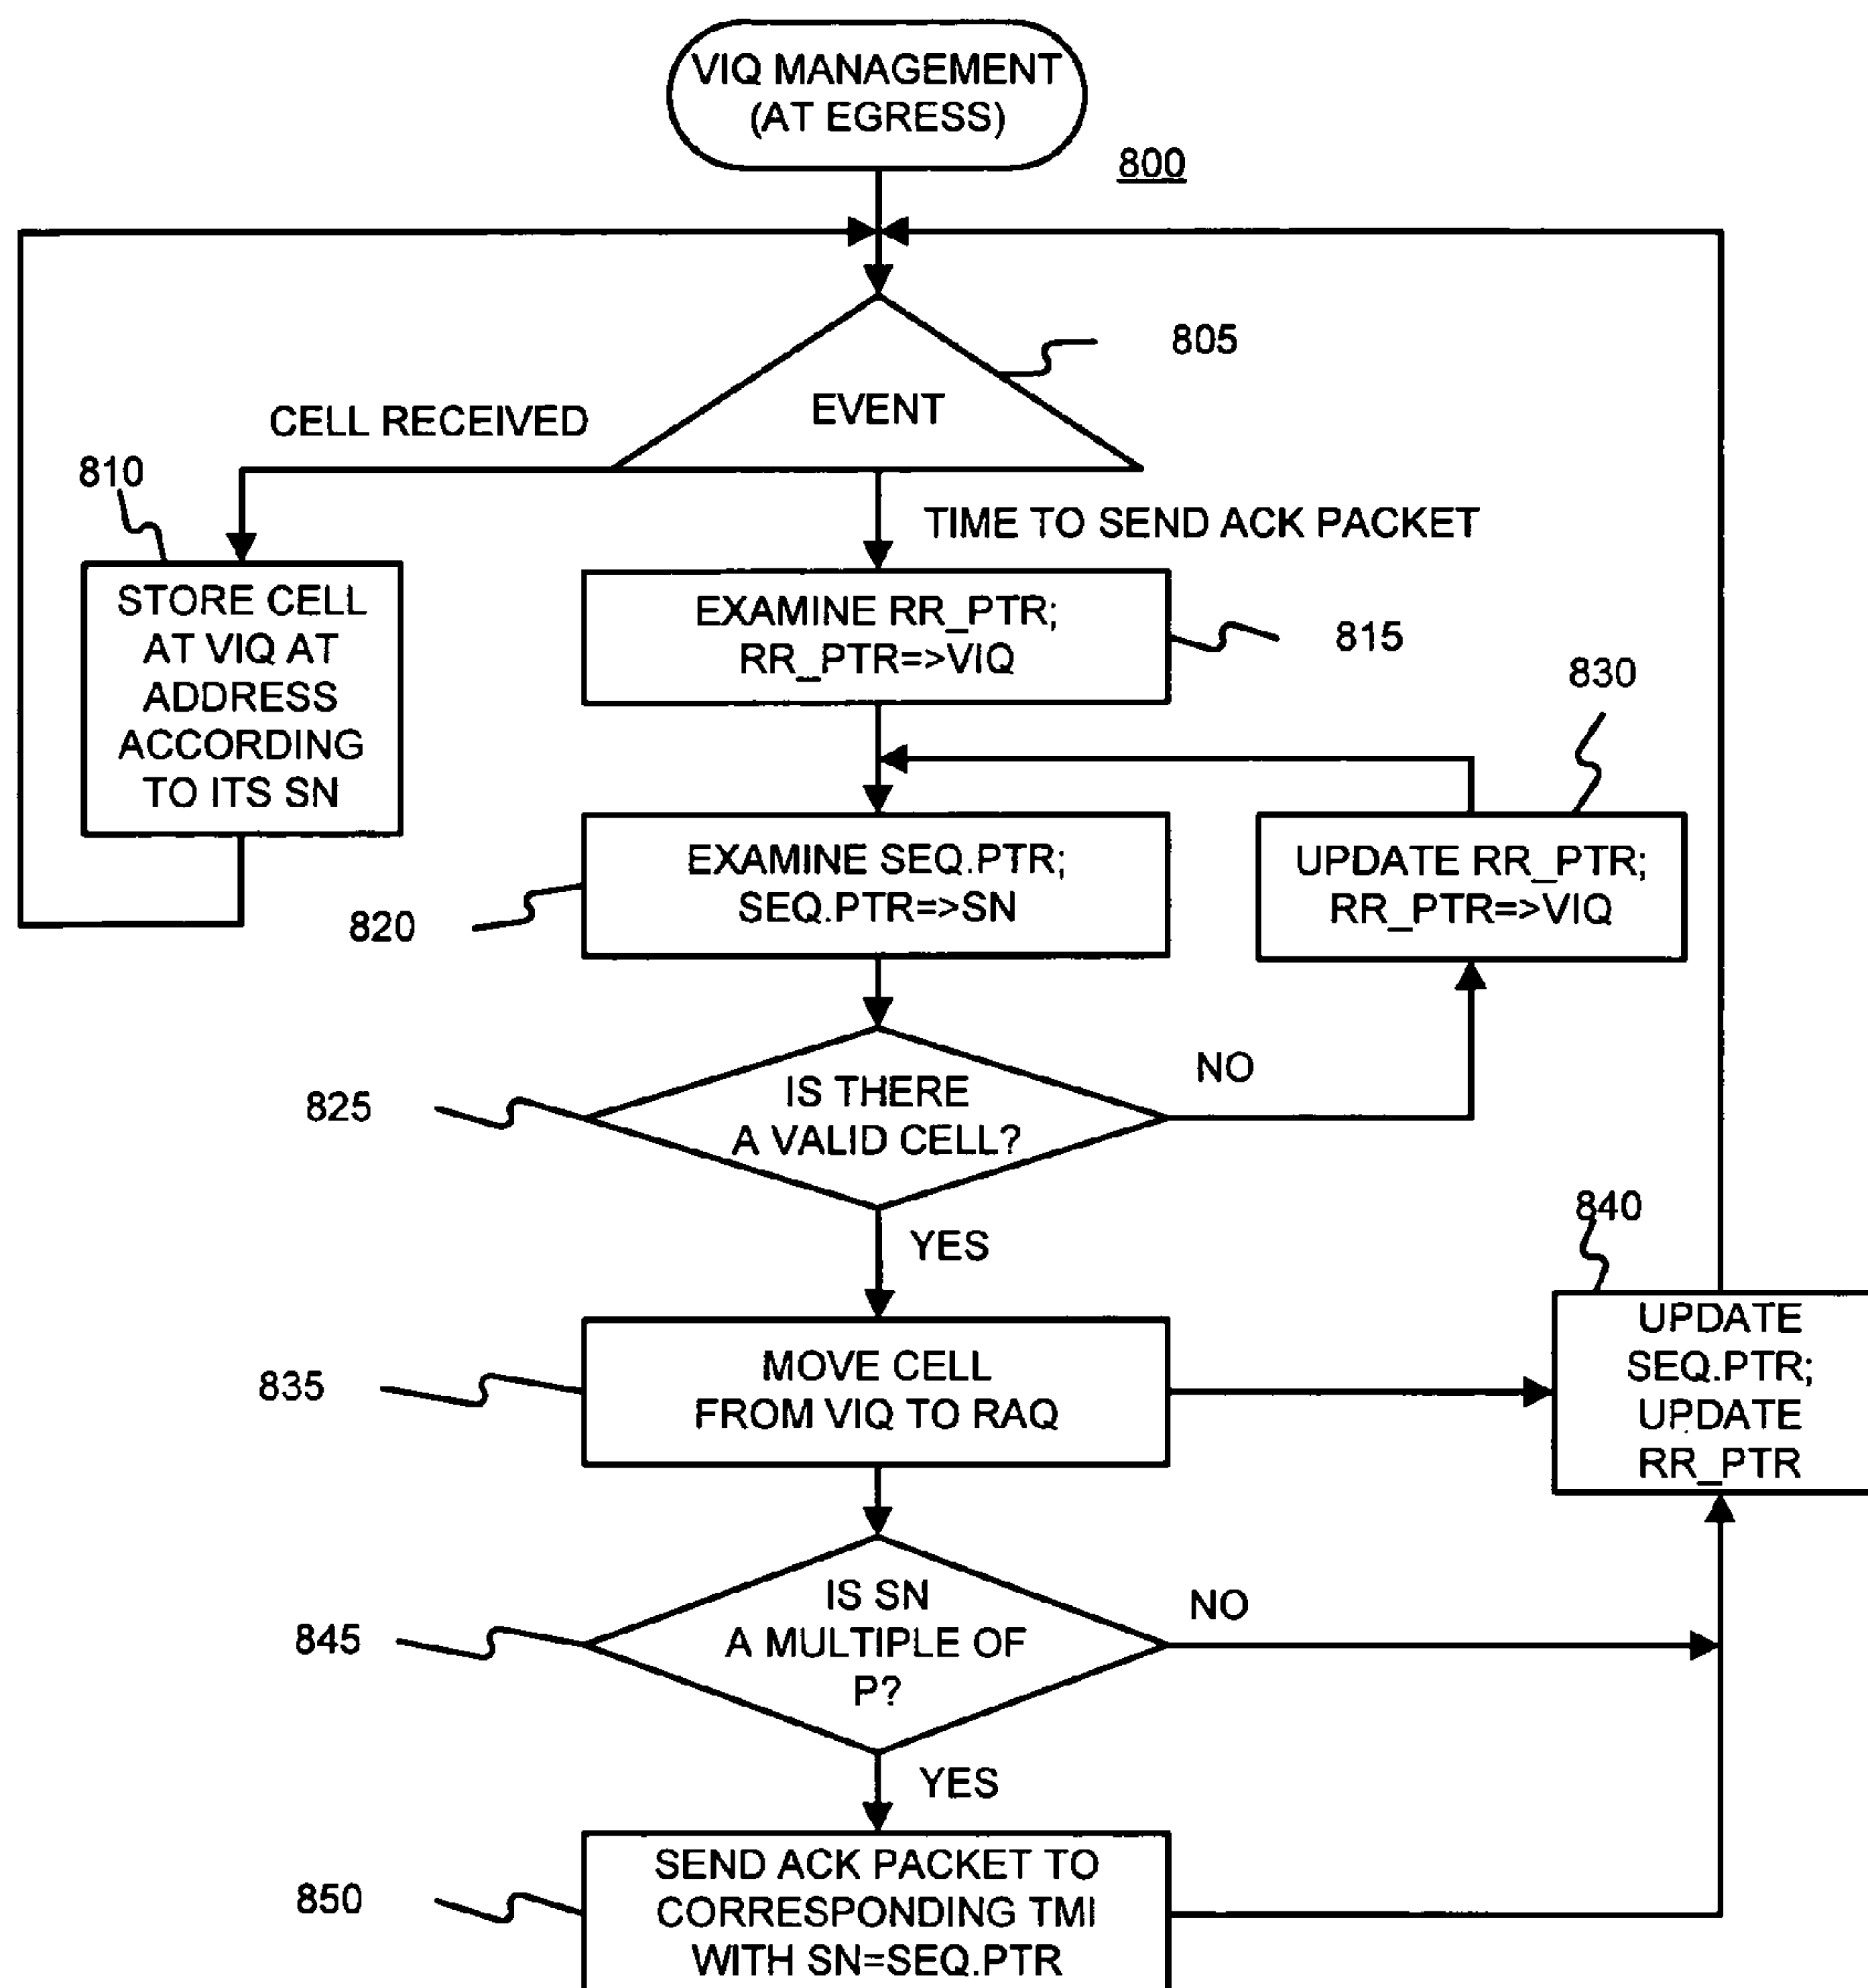 VIQ MANAGEMENT
(AT EGRESS)
800
805
EVENT
CELL RECEIVED
810
TIME TO SEND ACK PACKET
STORE CELL
AT VIQ AT
ADDRESS
ACCORDING
TO ITS SN
EXAMINE RR_PTR;
RR_PTR=>VIQ
815
830
EXAMINE SEQ.PTR;
SEQ.PTR=>SN
820
UPDATE RR_PTR;
RR_PTR=>VIQ
825
IS THERE
A VALID CELL?
NO
YES
840
835
MOVE CELL
FROM VIQ TO RAQ
UPDATE
SEQ.PTR;
UPDATE
RR_PTR
845
IS SN
A MULTIPLE OF
P?
NO
YES
850
SEND ACK PACKET TO
CORRESPONDING TMI
WITH SN=SEQ.PTR